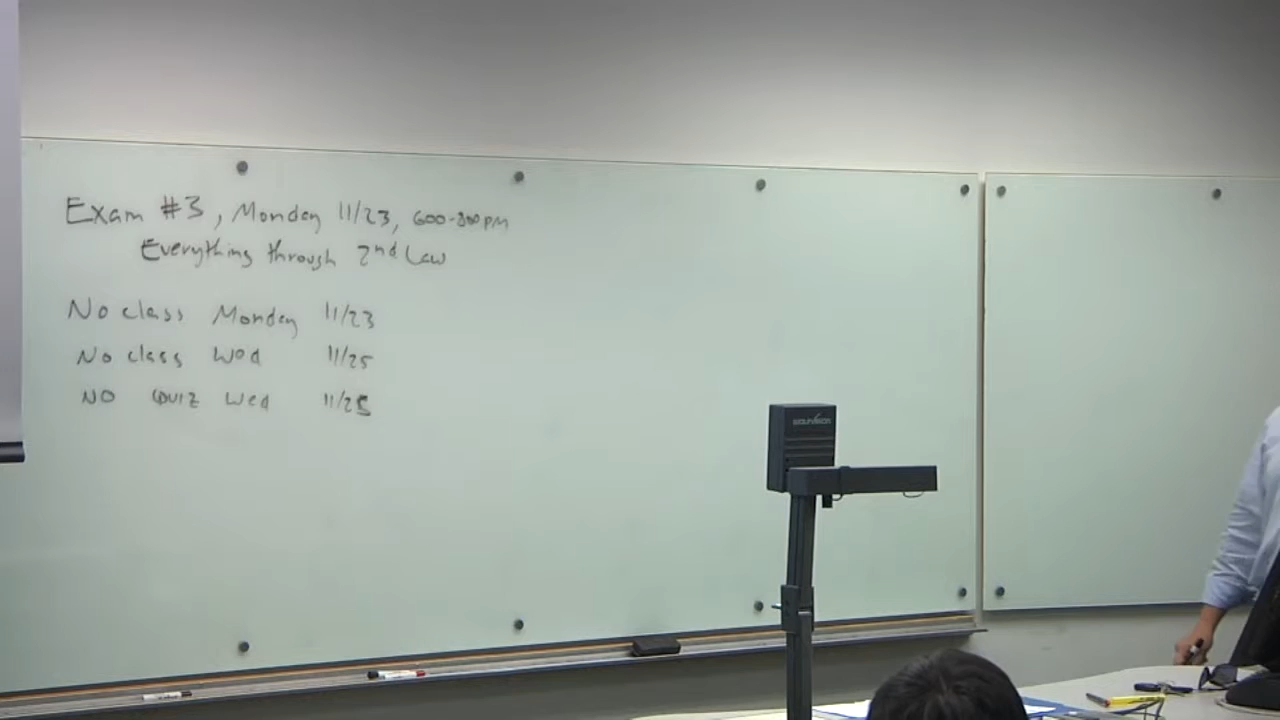 Exam #3, Monday 11/23, 600-800pm
Everything through 2nd Law
No class Monday 11/23
No class Wed 11/25
NO QUIZ Wed 11/25